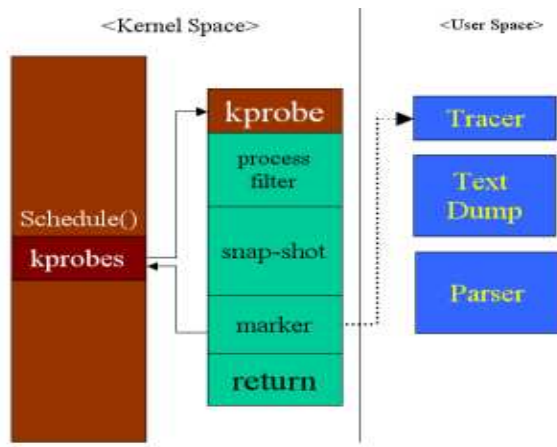 <Kernel Space>
<User Space>
Schedule()
kprobes
kprobe
process
filter
snap-shot
marker
return
Tracer
Text
Dump
Parser